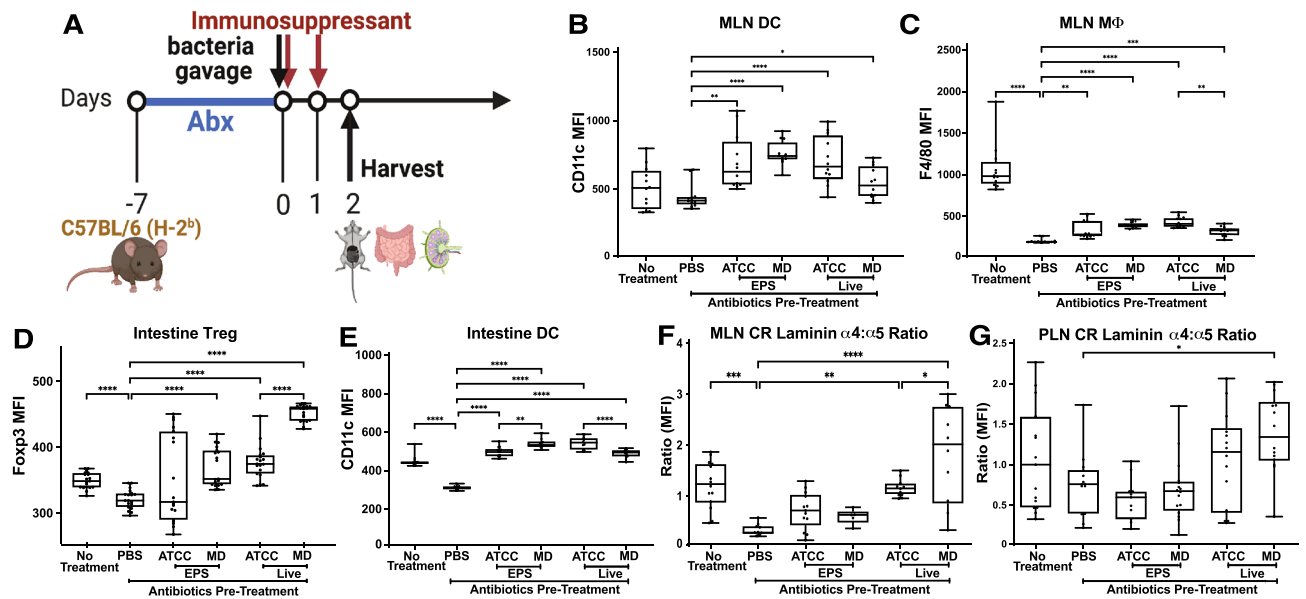 A
Immunosuppressant
bacteria
gavage
Days
Abx
Harvest
-7
0
1
2
C57BL/6 (H-2ᵇ)
B
MLN DC
CD11c MFI
1500
1000
500
0
*
****
****
**
No
Treatment
PBS
ATCC
MD
ATCC
MD
EPS
Live
Antibiotics Pre-Treatment
C
MLN MΦ
F4/80 MFI
2500
2000
1500
1000
500
0
***
****
****
****
**
**
No
Treatment
PBS
ATCC
MD
ATCC
MD
EPS
Live
Antibiotics Pre-Treatment
D
Intestine Treg
Foxp3 MFI
500
400
300
****
****
****
****
****
No
Treatment
PBS
ATCC
MD
ATCC
MD
EPS
Live
Antibiotics Pre-Treatment
E
Intestine DC
CD11c MFI
1000
800
600
400
200
0
****
****
****
****
****
**
****
No
Treatment
PBS
ATCC
MD
ATCC
MD
EPS
Live
Antibiotics Pre-Treatment
F
MLN CR Laminin α4:α5 Ratio
Ratio (MFI)
4
3
2
1
0
****
***
**
*
No
Treatment
PBS
ATCC
MD
ATCC
MD
EPS
Live
Antibiotics Pre-Treatment
G
PLN CR Laminin α4:α5 Ratio
Ratio (MFI)
2.5
2.0
1.5
1.0
0.5
0.0
*
No
Treatment
PBS
ATCC
MD
ATCC
MD
EPS
Live
Antibiotics Pre-Treatment